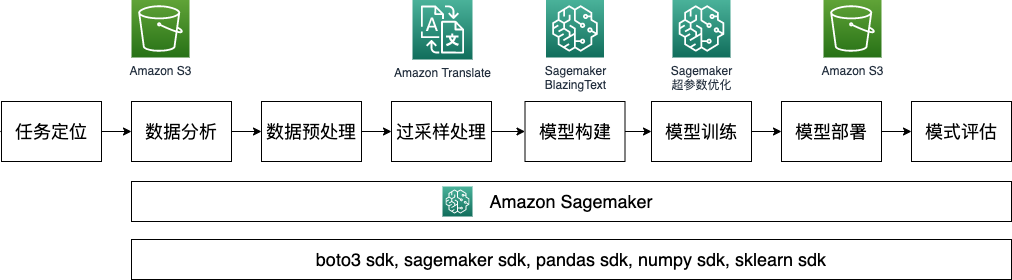 Amazon S3
Amazon Translate
Sagemaker
BlazingText
Sagemaker
超参数优化
Amazon S3
任务定位
数据分析
数据预处理
过采样处理
模型构建
模型训练
模型部署
模式评估
Amazon Sagemaker
boto3 sdk, sagemaker sdk, pandas sdk, numpy sdk, sklearn sdk